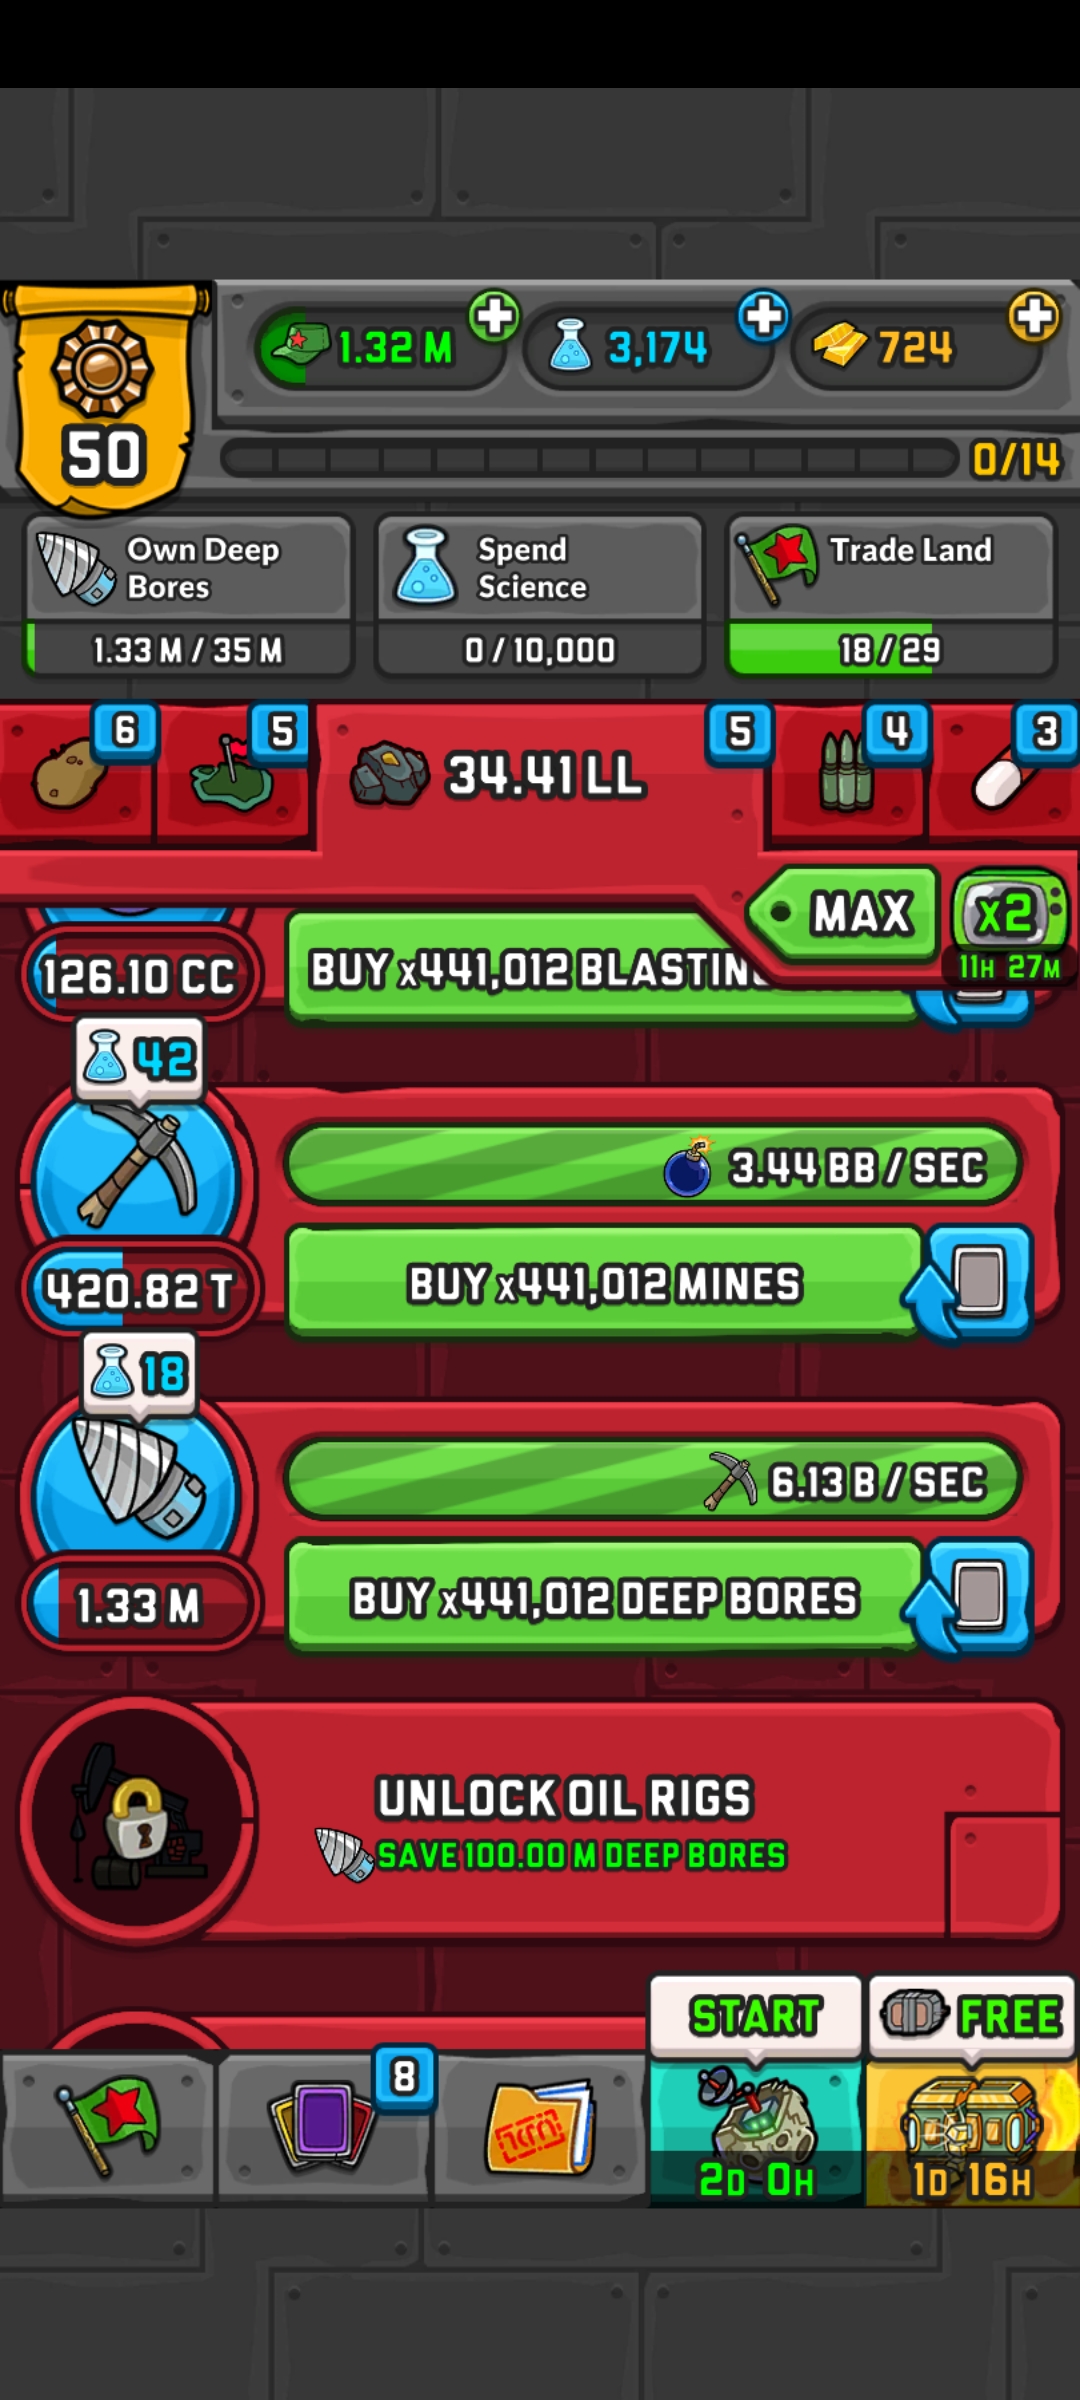 1.32 M
3,174
724
50
0/14
Own Deep
Bores
1.33 M / 35 M
Spend
Science
0 / 10,000
Trade Land
18 / 29
6
5
34.41 LL
5
4
3
MAX
x2
11H 27M
126.10 CC
BUY x441,012 BLASTIN
42
3.44 BB / SEC
420.82 T
BUY x441,012 MINES
18
6.13 B / SEC
1.33 M
BUY x441,012 DEEP BORES
UNLOCK OIL RIGS
SAVE 100.00 M DEEP BORES
START
FREE
8
2D 0H
1D 16H